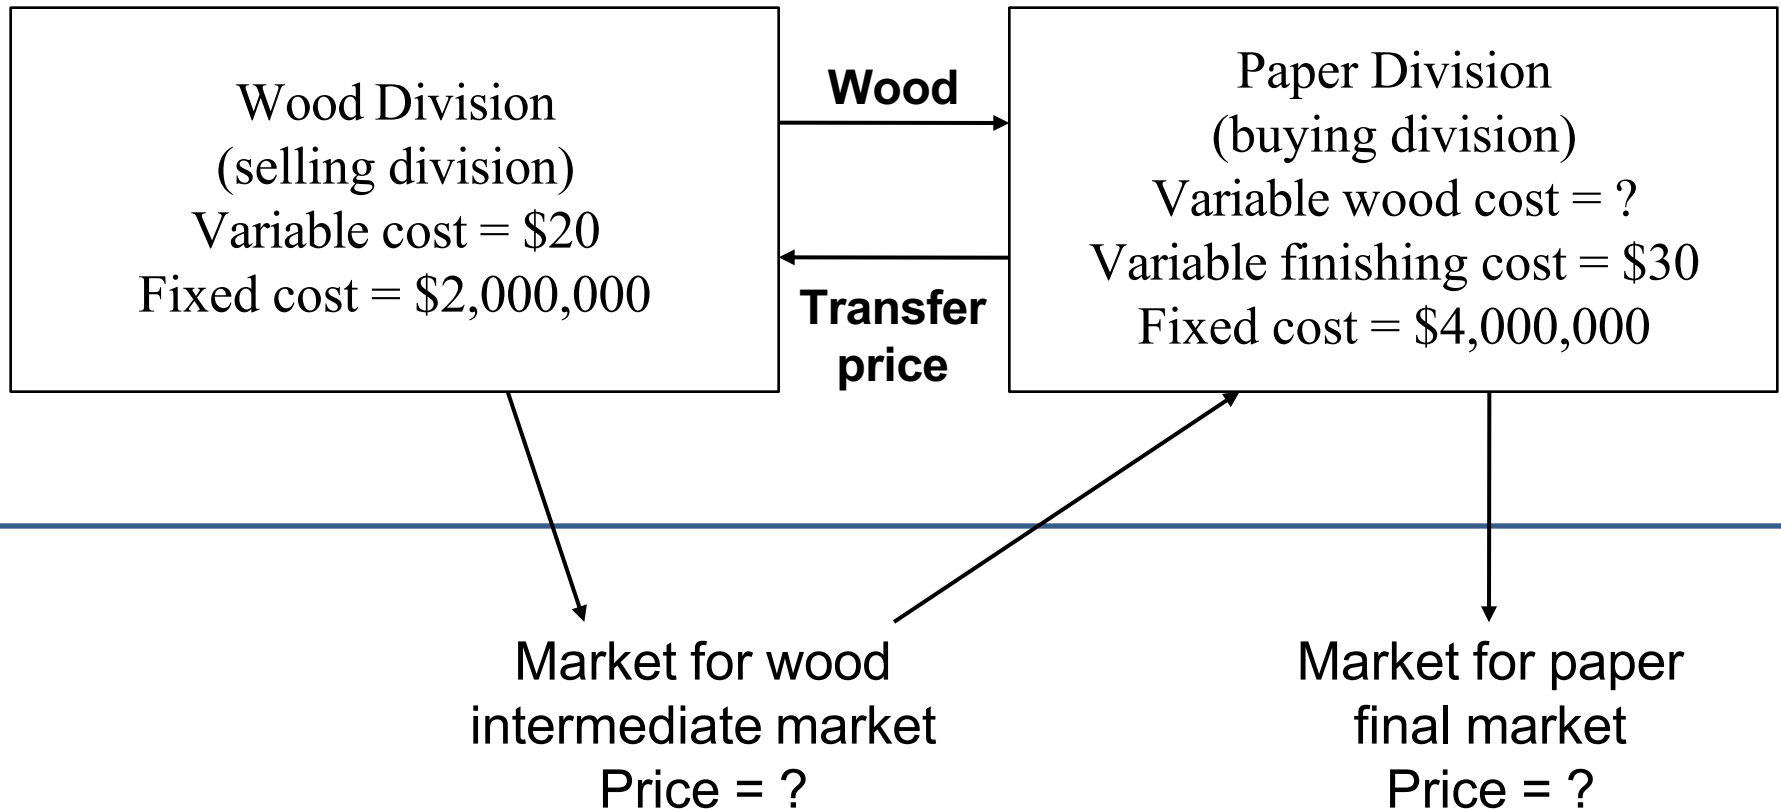 Wood Division
(selling division)
Variable cost = $20
Fixed cost = $2,000,000
Wood
Transfer
price
Paper Division
(buying division)
Variable wood cost = ?
Variable finishing cost = $30
Fixed cost = $4,000,000
Market for wood
intermediate market
Price = ?
Market for paper
final market
Price = ?